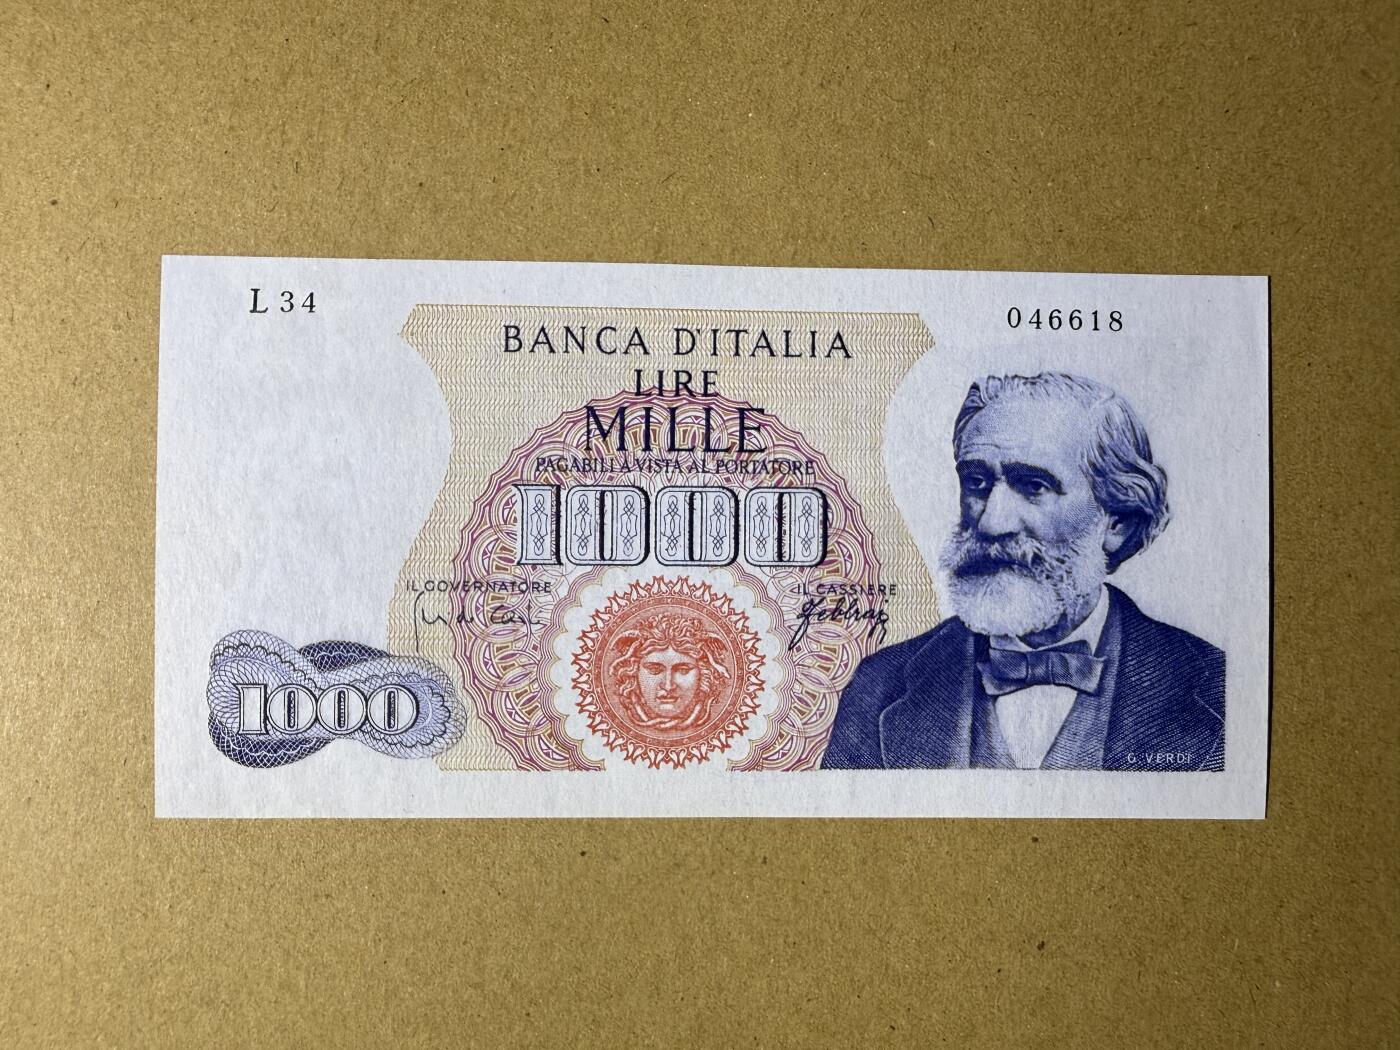 L 34
046618
BANCA D'ITALIA
LIRE
MILLE
PAGABILI A VISTA AL PORTATORE
1000
IL GOVERNATORE
IL CASSIERE
1000
G. VERDI